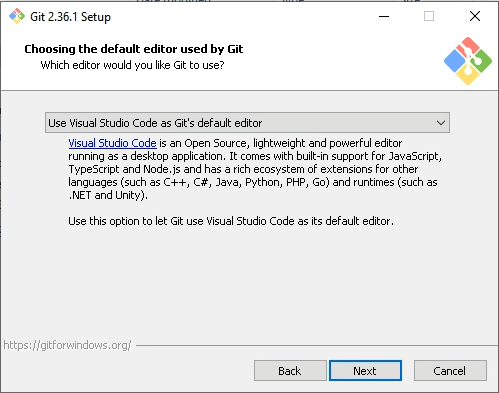 Git 2.36.1 Setup
Choosing the default editor used by Git
Which editor would you like Git to use?
Use Visual Studio Code as Git's default editor
Visual Studio Code is an Open Source, lightweight and powerful editor
running as a desktop application. It comes with built-in support for JavaScript,
TypeScript and Node.js and has a rich ecosystem of extensions for other
languages (such as C++, C#, Java, Python, PHP, Go) and runtimes (such as
.NET and Unity).
Use this option to let Git use Visual Studio Code as its default editor.
https://gitforwindows.org/
Back
Next
Cancel